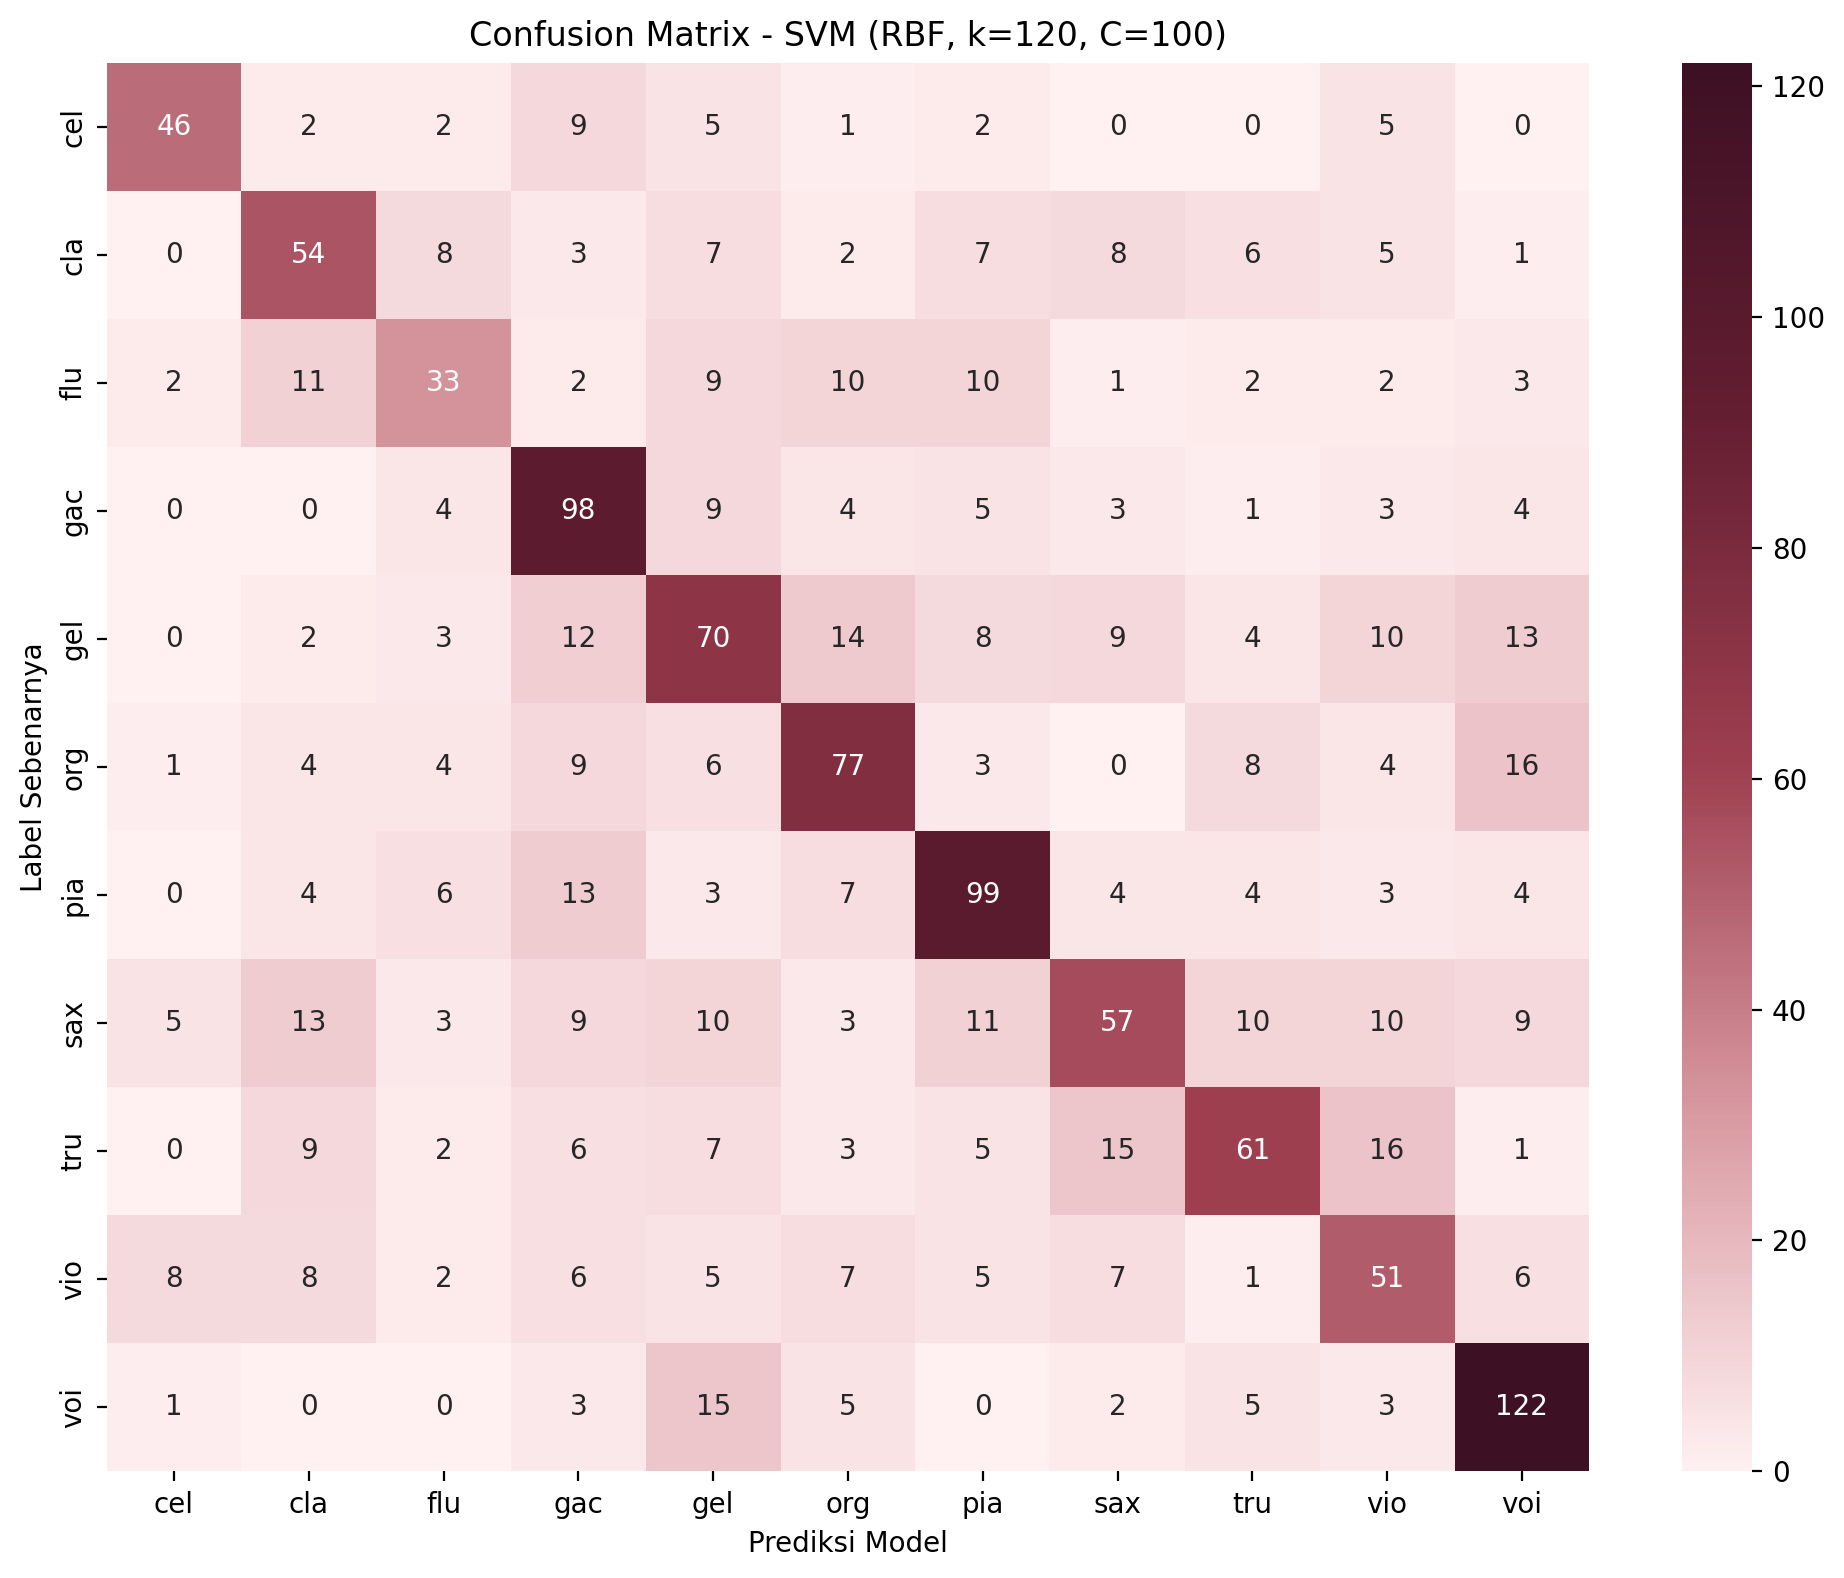 Confusion Matrix - SVM (RBF, k=120, C=100)
cel 46 2 2 9 5 1 2 0 0 5 0
cla 0 54 8 3 7 2 7 8 6 5 1
flu 2 11 33 2 9 10 10 1 2 2 3
gac 0 0 4 98 9 4 5 3 1 3 4
gel 0 2 3 12 70 14 8 9 4 10 13
org 1 4 4 9 6 77 3 0 8 4 16
pia 0 4 6 13 3 7 99 4 4 3 4
sax 5 13 3 9 10 3 11 57 10 10 9
tru 0 9 2 6 7 3 5 15 61 16 1
vio 8 8 2 6 5 7 5 7 1 51 6
voi 1 0 0 3 15 5 0 2 5 3 122
cel cla flu gac gel org pia sax tru vio voi
Label Sebenarnya
Prediksi Model
120
100
80
60
40
20
0